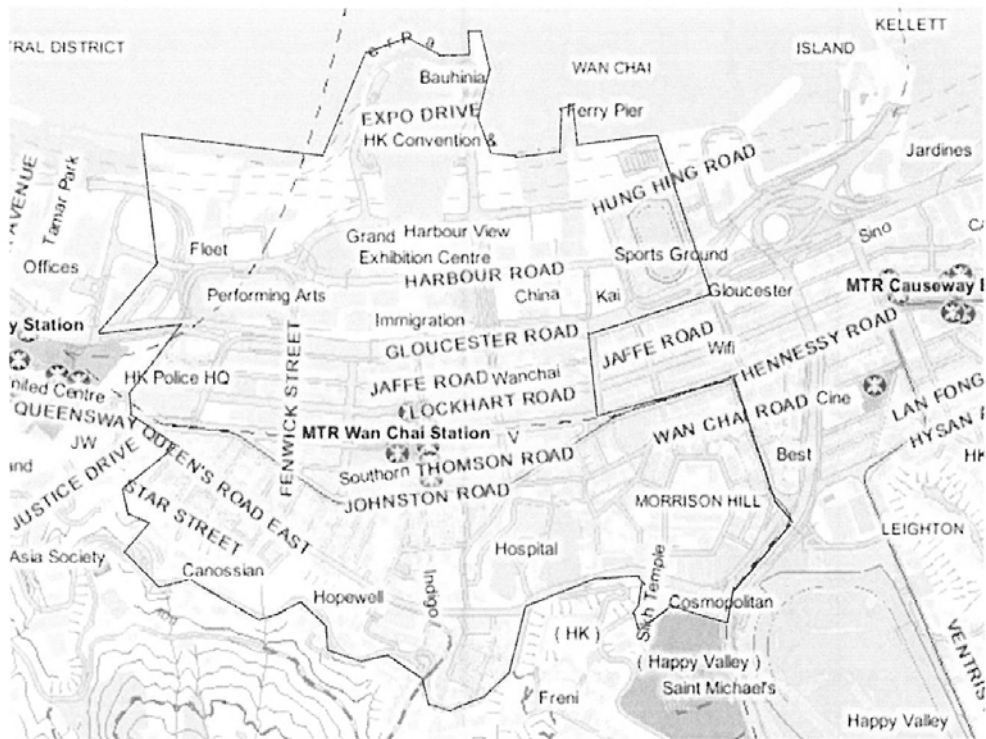 KELLETT
ISLAND
TRAL DISTRICT
WAN CHAI
Bauhinia
EXPO DRIVE
Ferry Pier
HK Convention &
HUNG HING ROAD
Jardines
AVENUE
Tamar Park
Sino
Fleet
Grand
Harbour View
Exhibition Centre
Sports Ground
Offices
HARBOUR ROAD
MTR Causeway B
Performing Arts
China
Kai
Gloucester
Immigration
y Station
GLOUCESTER ROAD
JAFFE ROAD
Wifi
HENNESSY ROAD
FENWICK STREET
HK Police HQ
JAFFE ROAD
Wanchai
nited Centre
LOCKHART ROAD
WAN CHAI ROAD
Cine
LAN FONG
QUEENSWAY
QUEEN'S ROAD EAST
MTR Wan Chai Station
V
HYSAN
JW
Best
HK
and
JUSTICE DRIVE
Southern
THOMSON ROAD
STAR STREET
JOHNSTON ROAD
MORRISON HILL
LEIGHTON
Asia Society
Hospital
Canossian
Sikh Temple
Hopewell
Indigo
Cosmopolitan
( HK )
VENTRIS
( Happy Valley )
Saint Michael's
Freni
Happy Valley